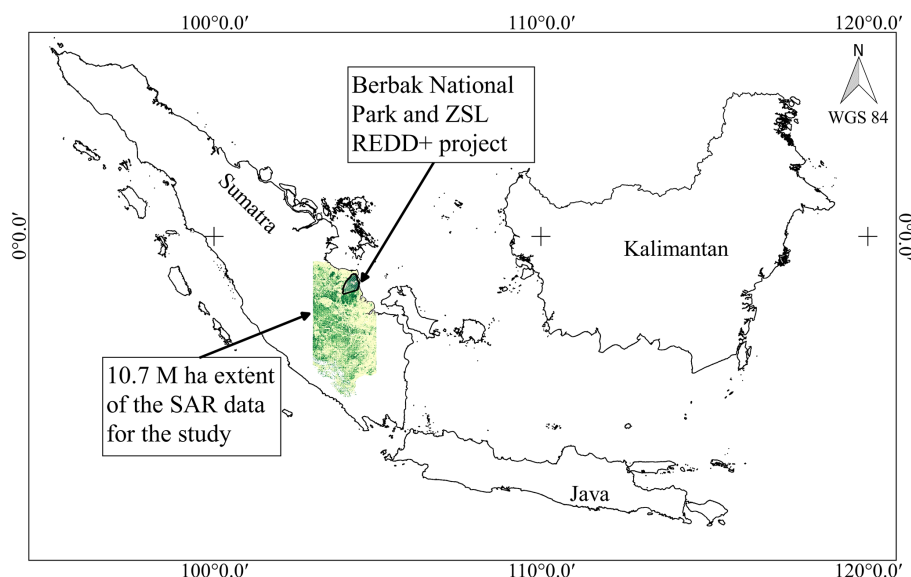 100°0.0′ 110°0.0′ 120°0.0′
N
WGS 84
Berbak National
Park and ZSL
REDD+ project
Sumatra
0°0.0′
0°0.0′
Kalimantan
10.7 M ha extent
of the SAR data
for the study
Java
100°0.0′ 110°0.0′ 120°0.0′